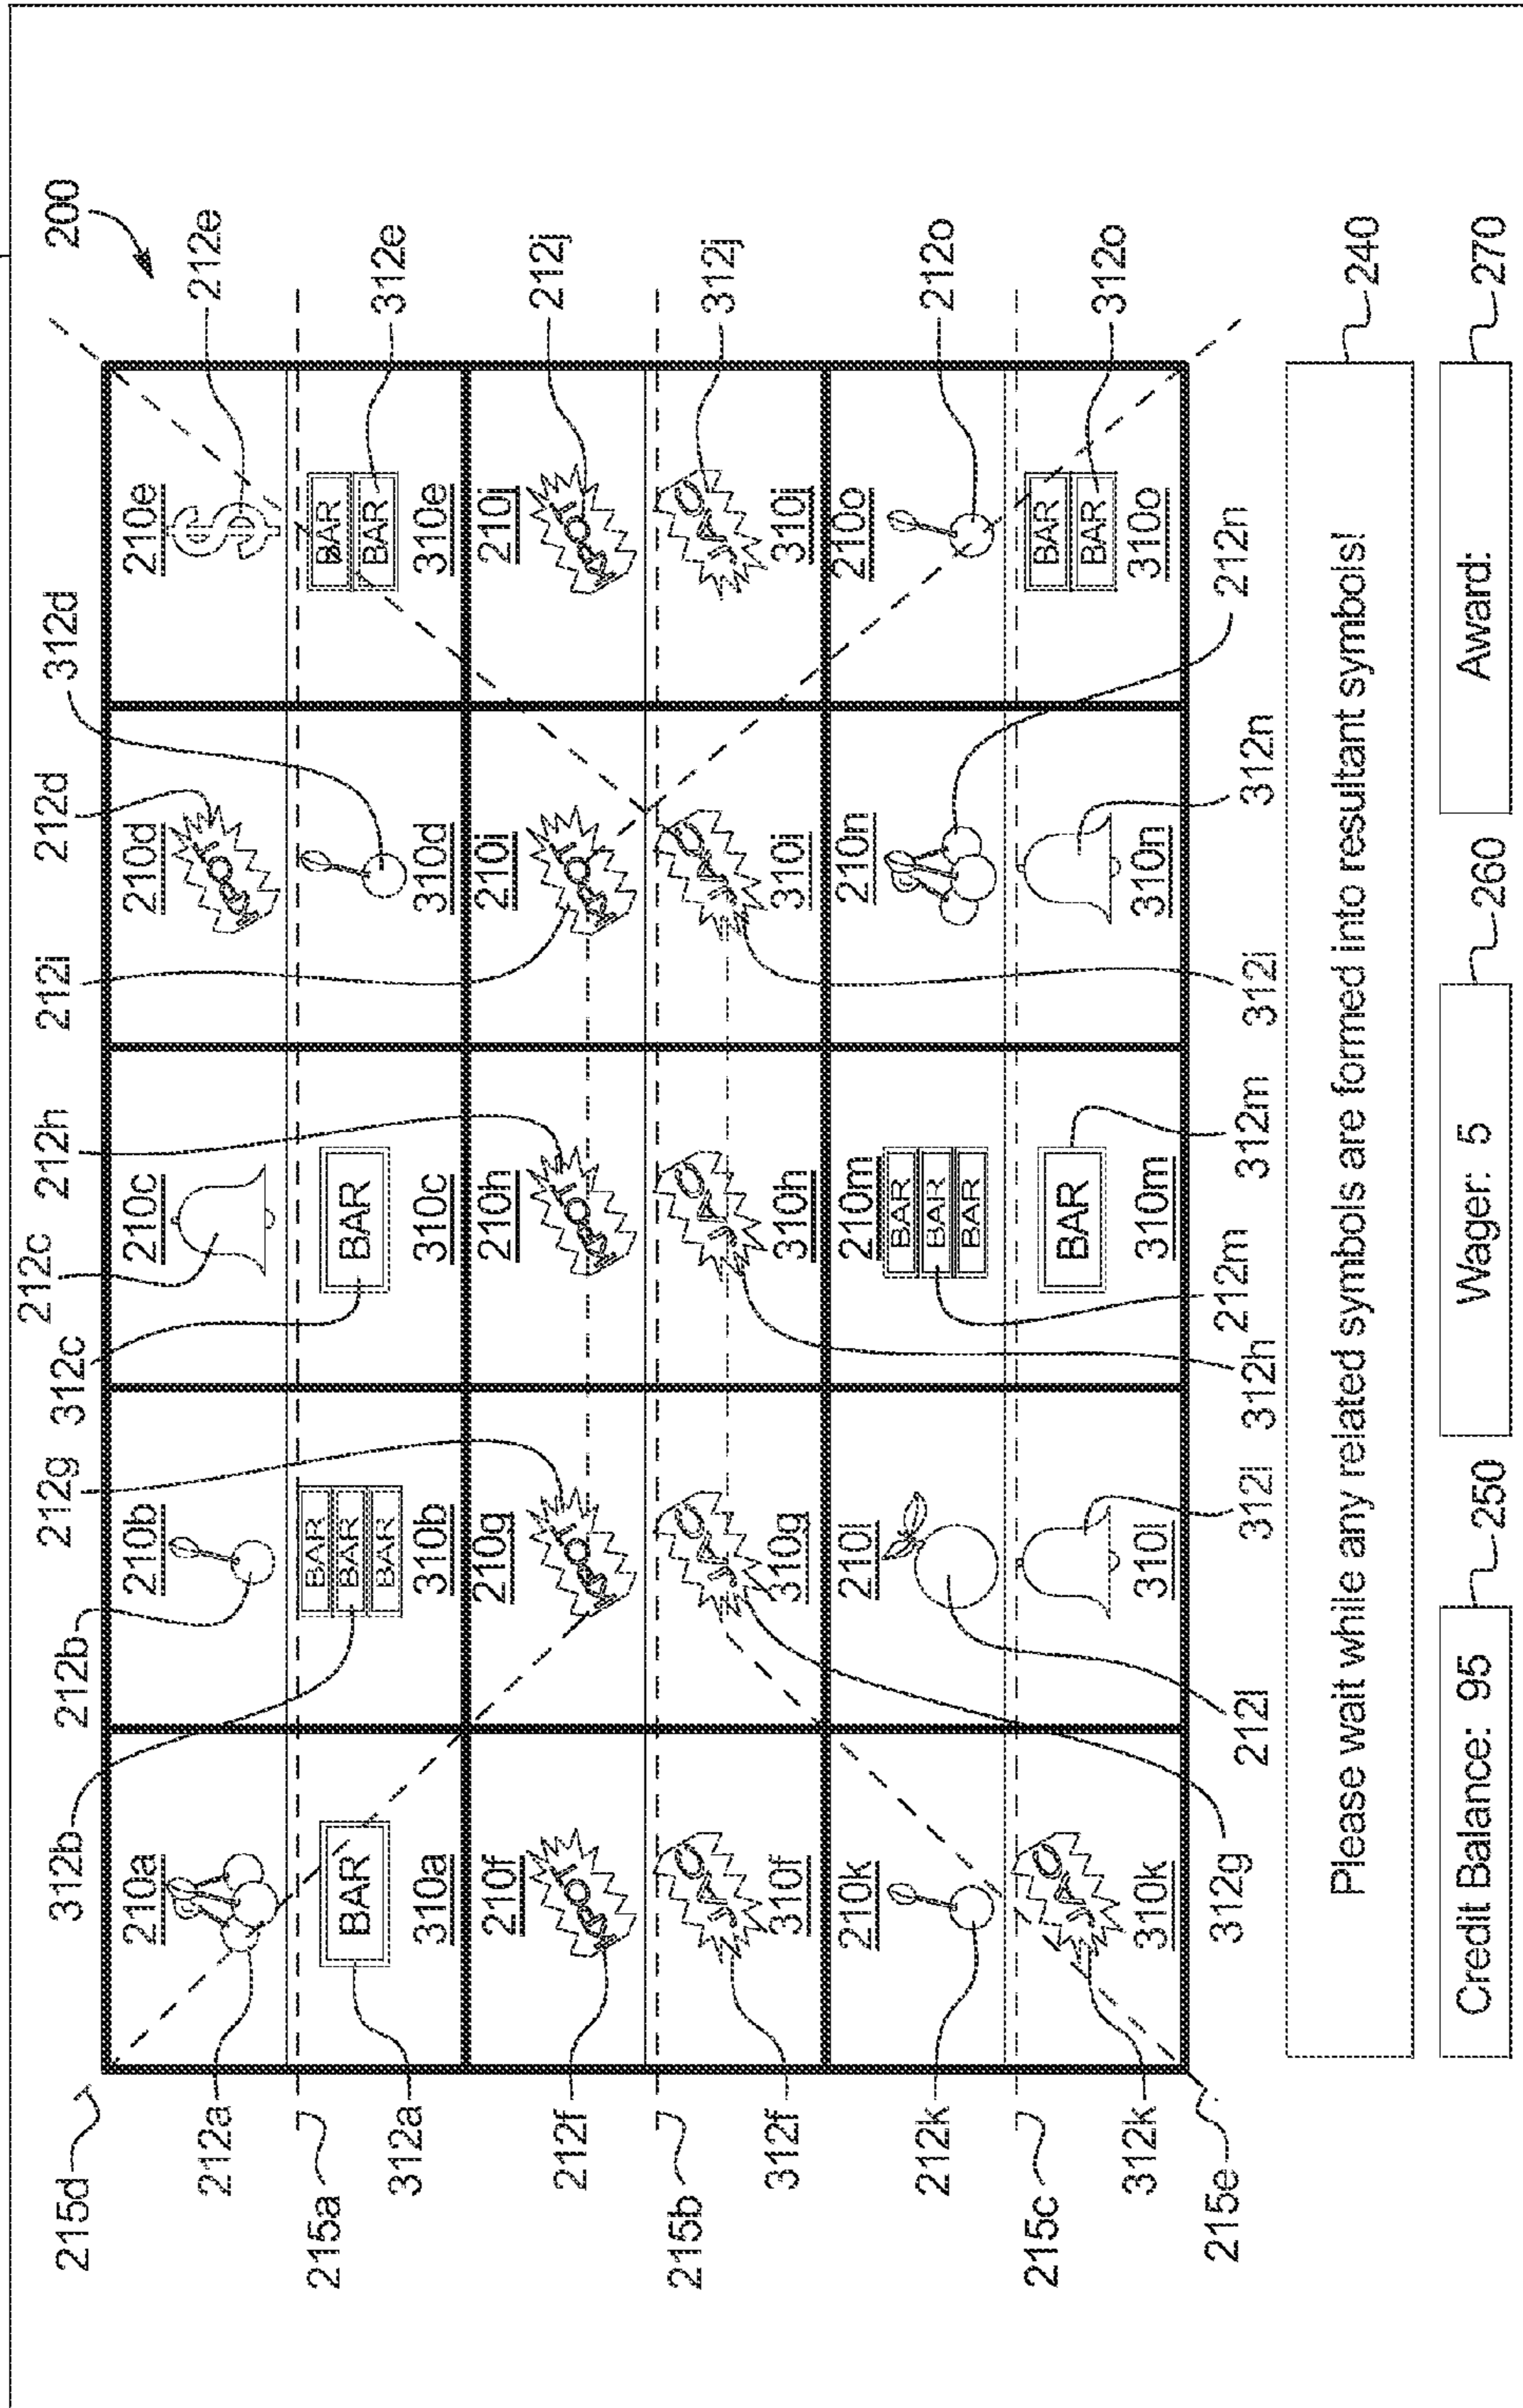 200
212d 312d
212g 212h 212i
212c
215d 312b 212b 312c
210a 210b 210c 210d 210e 212e
212a
215a
BAR BAR BAR BAR BAR BAR BAR
312a 312e
310a 310b 310c 310d 310e
210f 210g 210h 210i 210j
212f 212j
215b
312f 312j
310f 310g 310h 310i 310j
210k 210l 210m 210n 210o
BAR BAR BAR
212k 212o
215c
BAR BAR BAR
312k 312o
310k 310l 310m 310n 310o
215e 212m 212n
312g 212l 312l 312h 312m 312i 312n
Please wait while any related symbols are formed into resultant symbols! 240
Credit Balance: 95 250 Wager: 5 260 Award: 270